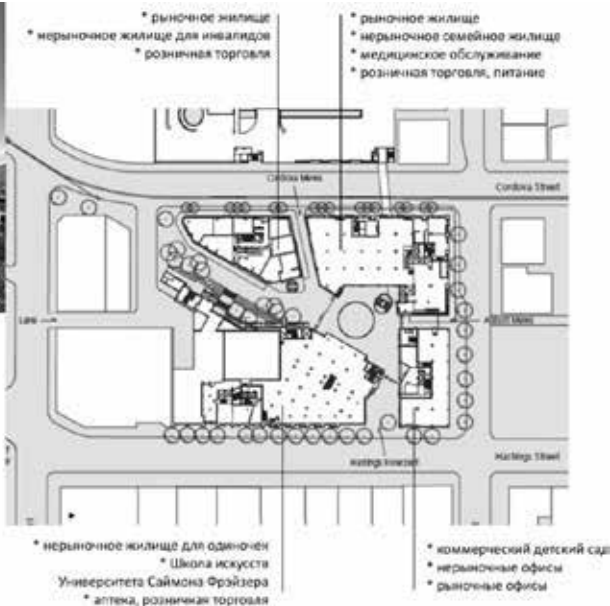 * рыночное жилище
* нерыночное жилище для инвалидов
* розничная торговля
* рыночное жилище
* нерыночное семейное жилище
* медицинское обслуживание
* розничная торговля, питание
Cordova Mews
Cordova Street
Lane
Abbott Mews
Hastings
Hastings Street
* нерыночное жилище для одиночек
* Школа искусств
Университета Саймона Фрэйзера
* аптека, розничная торговля
* коммерческий детский сад
* нерыночные офисы
* рыночные офисы